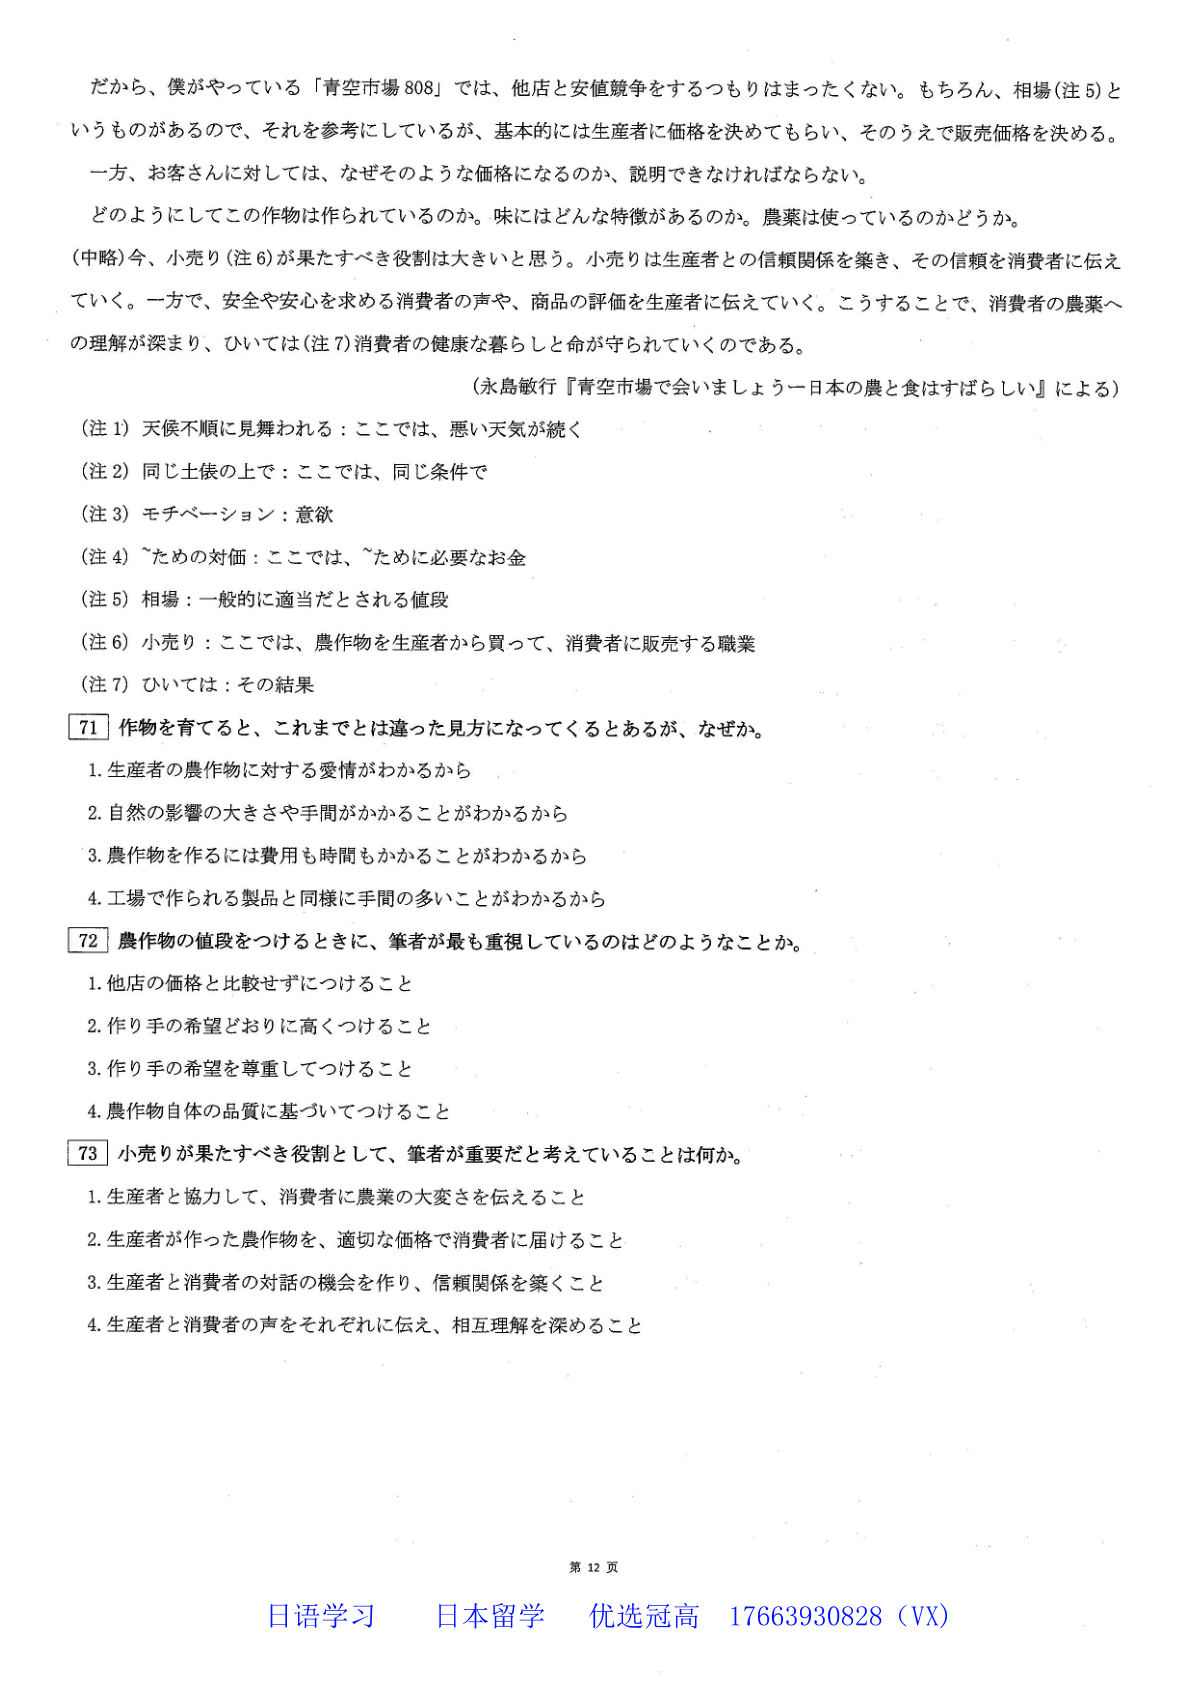 だから、僕がやっている「青空市場808」では、他店と安値競争をするつもりはまったくない。もちろん、相場(注5)と
いうものがあるので、それを参考にしているが、基本的には生産者に価格を決めてもらい、そのうえで販売価格を決める。
一方、お客さんに対しては、なぜそのような価格になるのか、説明できなければならない。
どのようにしてこの作物は作られているのか。味にはどんな特徴があるのか。農薬は使っているのかどうか。
(中略)今、小売り(注6)が果たすべき役割は大きいと思う。小売りは生産者との信頼関係を築き、その信頼を消費者に伝え
ていく。一方で、安全や安心を求める消費者の声や、商品の評価を生産者に伝えていく。こうすることで、消費者の農薬へ
の理解が深まり、ひいては(注7)消費者の健康な暮らしと命が守られていくのである。
(永島敏行『青空市場で会いましょうー日本の農と食はすばらしい』による)
(注1) 天候不順に見舞われる:ここでは、悪い天気が続く
(注2) 同じ土俵の上で:ここでは、同じ条件で
(注3) モチベーション:意欲
(注4) ~ための対価:ここでは、~ために必要なお金
(注5) 相場:一般的に適当だとされる値段
(注6) 小売り:ここでは、農作物を生産者から買って、消費者に販売する職業
(注7) ひいては:その結果
71 作物を育てると、これまでとは違った見方になってくるとあるが、なぜか。
1.生産者の農作物に対する愛情がわかるから
2.自然の影響の大きさや手間がかかることがわかるから
3.農作物を作るには費用も時間もかかることがわかるから
4.工場で作られる製品と同様に手間の多いことがわかるから
72 農作物の値段をつけるときに、筆者が最も重視しているのはどのようなことか。
1.他店の価格と比較せずにつけること
2.作り手の希望どおりに高くつけること
3.作り手の希望を尊重してつけること
4.農作物自体の品質に基づいてつけること
73 小売りが果たすべき役割として、筆者が重要だと考えていることは何か。
1.生産者と協力して、消費者に農業の大変さを伝えること
2.生産者が作った農作物を、適切な価格で消費者に届けること
3.生産者と消費者の対話の機会を作り、信頼関係を築くこと
4.生産者と消費者の声をそれぞれに伝え、相互理解を深めること
第 12 页
日语学习 日本留学 优选冠高 17663930828（VX)